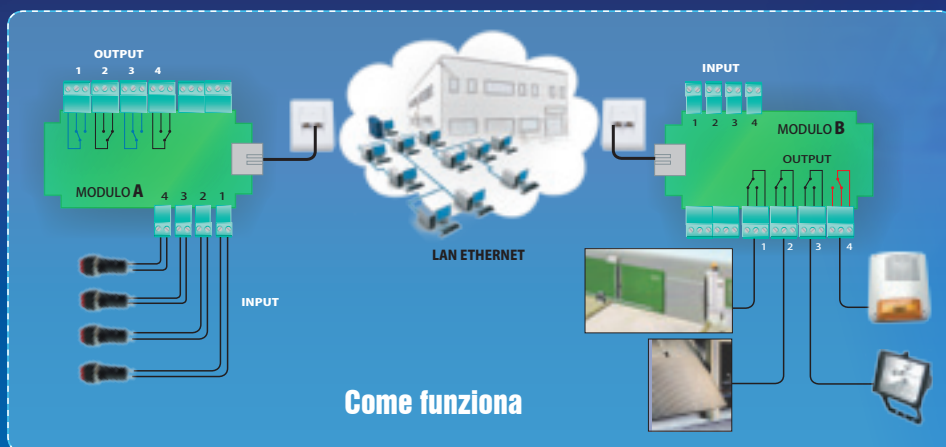 OUTPUT
1 2 3 4
MODULO A
4 3 2 1
INPUT
LAN ETHERNET
INPUT
1 2 3 4
MODULO B
OUTPUT
1 2 3 4
Come funziona